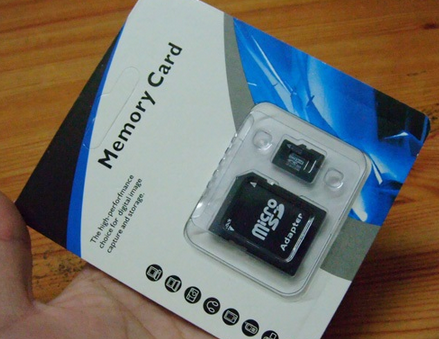 Memory Card
The high-performance
choice for digital image
capture and storage.
micro
SD
Adapter